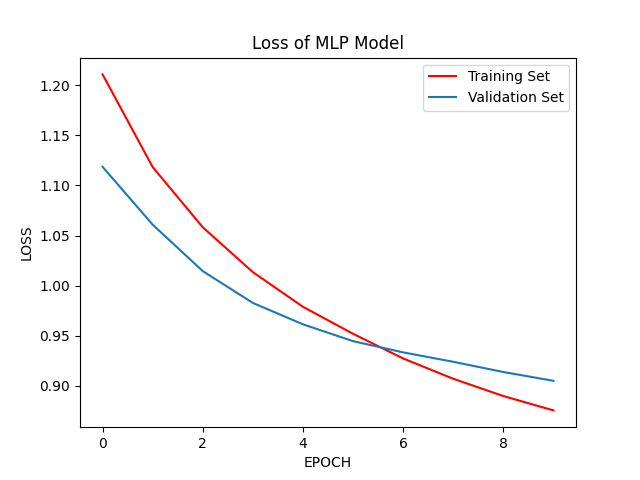 Loss of MLP Model
Training Set
Validation Set
1.20
1.15
1.10
1.05
1.00
0.95
0.90
LOSS
0 2 4 6 8
EPOCH